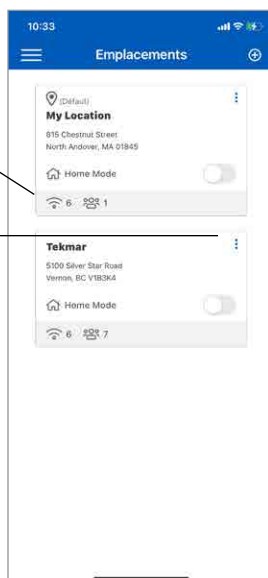 10:33
Emplacements
(Défaut)
My Location
815 Chestnut Street
North Andover, MA 01845
Home Mode
6 1
Tekmar
5100 Silver Star Road
Vernon, BC V1B3K4
Home Mode
6 7